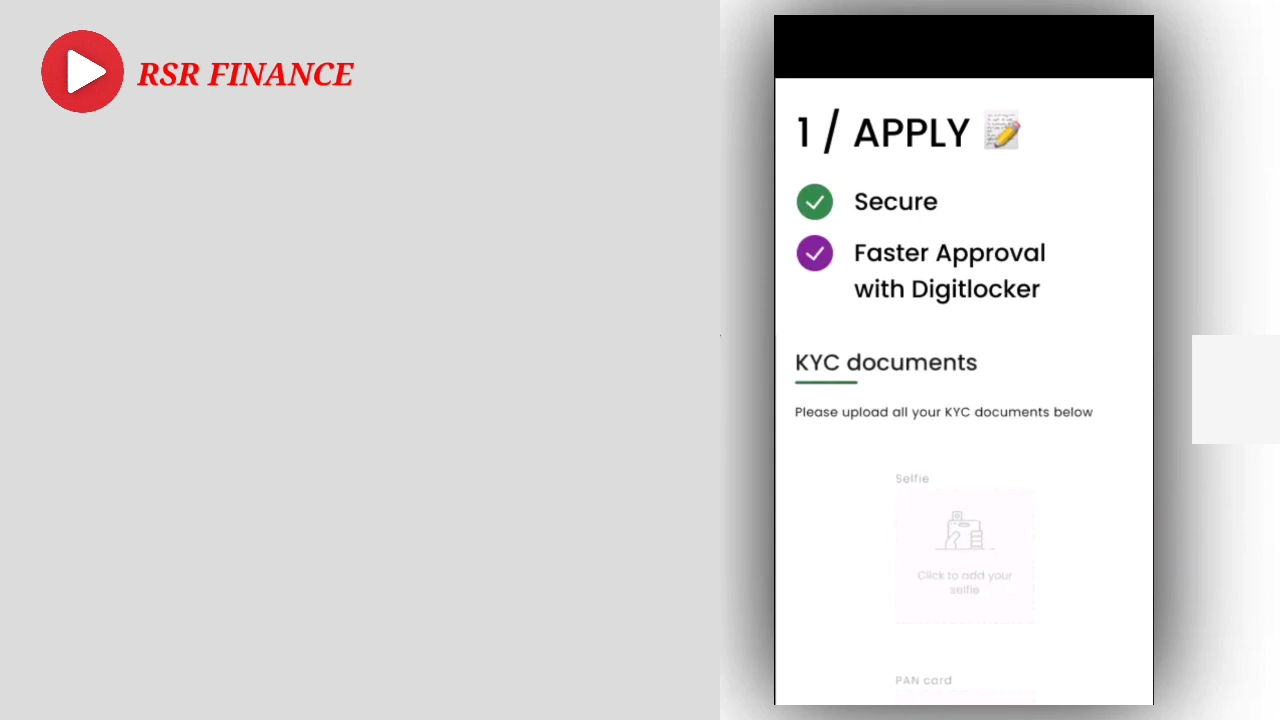 RSR FINANCE
1 / APPLY
Secure
Faster Approval
with Digitlocker
KYC documents
Please upload all your KYC documents below
Selfie
Click to add your
selfie
PAN card